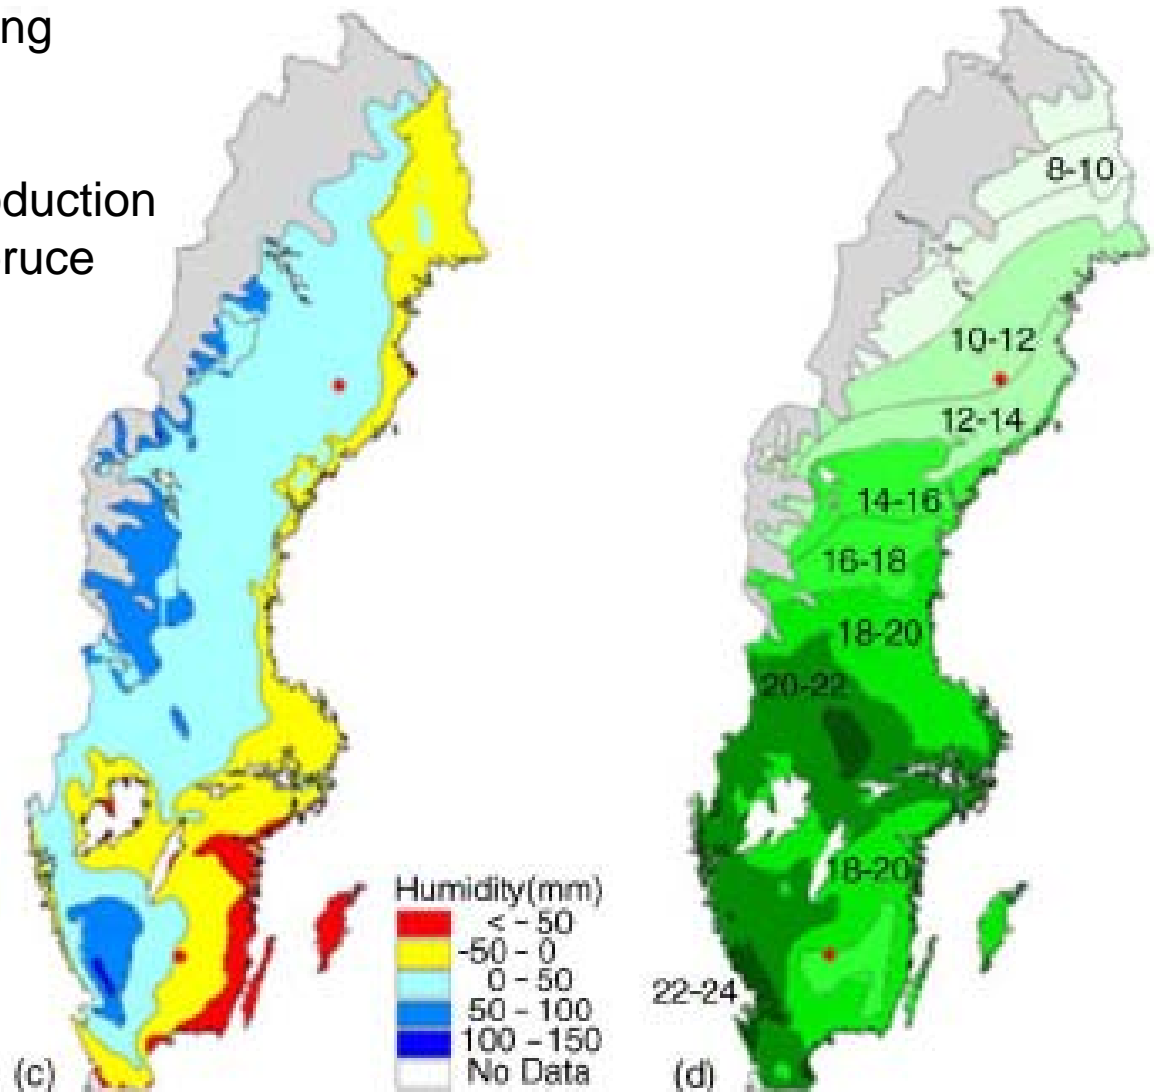 ng
duction
ruce
8-10
10-12
12-14
14-16
16-18
18-20
20-22
18-20
22-24
Humidity(mm)
< - 50
-50 - 0
0 - 50
50 - 100
100 - 150
No Data
(c)
(d)